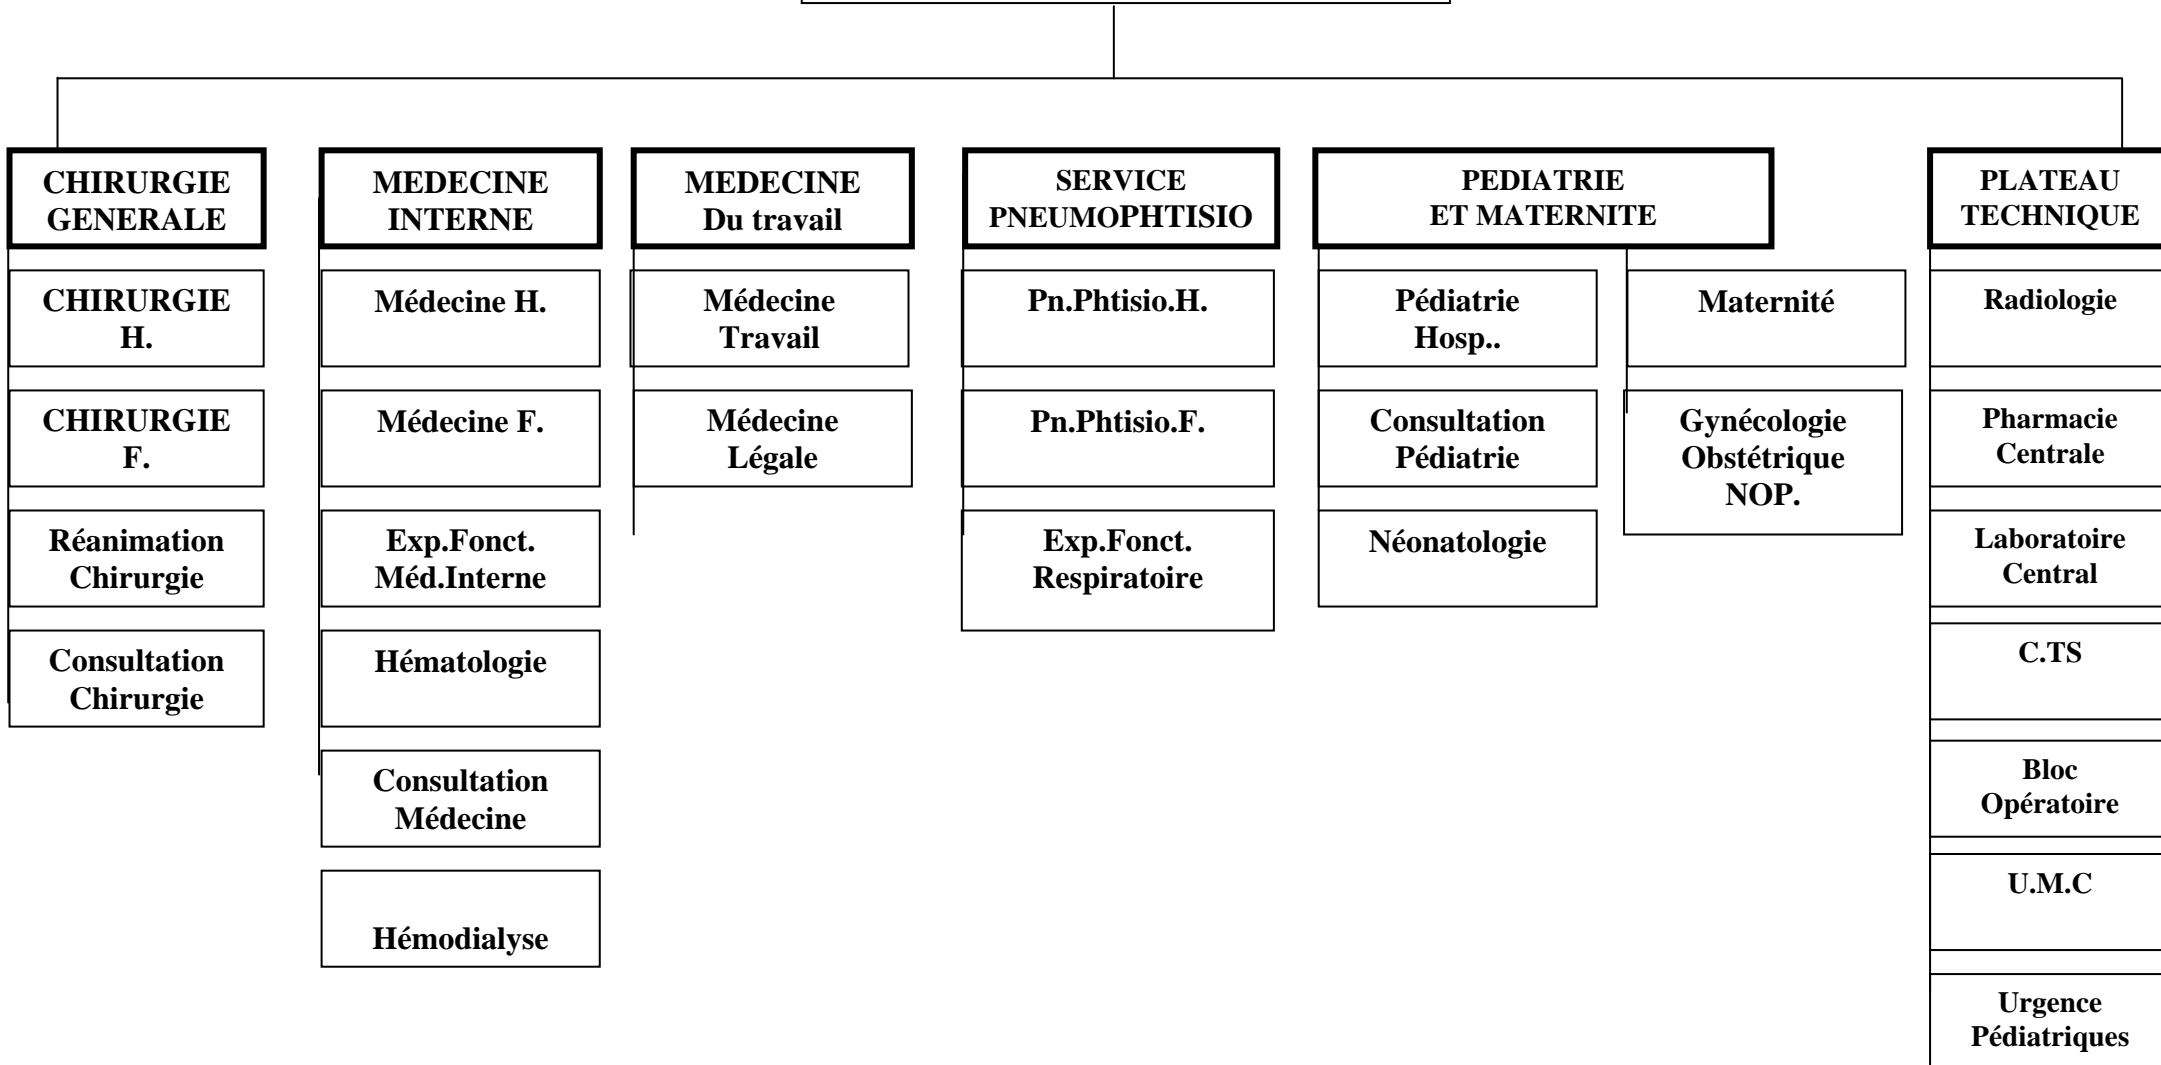 CHIRURGIE
GENERALE
MEDECINE
INTERNE
MEDECINE
Du travail
SERVICE
PNEUMOPHTISIO
PEDIATRIE
ET MATERNITE
PLATEAU
TECHNIQUE
CHIRURGIE
H.
CHIRURGIE
F.
Réanimation
Chirurgie
Consultation
Chirurgie
Médecine H.
Médecine F.
Exp.Fonct.
Méd.Interne
Hématologie
Consultation
Médecine
Hémodialyse
Médecine
Travail
Médecine
Légale
Pn.Phtisio.H.
Pn.Phtisio.F.
Exp.Fonct.
Respiratoire
Pédiatrie
Hosp..
Consultation
Pédiatrie
Néonatologie
Maternité
Gynécologie
Obstétrique
NOP.
Radiologie
Pharmacie
Centrale
Laboratoire
Central
C.TS
Bloc
Opératoire
U.M.C
Urgence
Pédiatriques